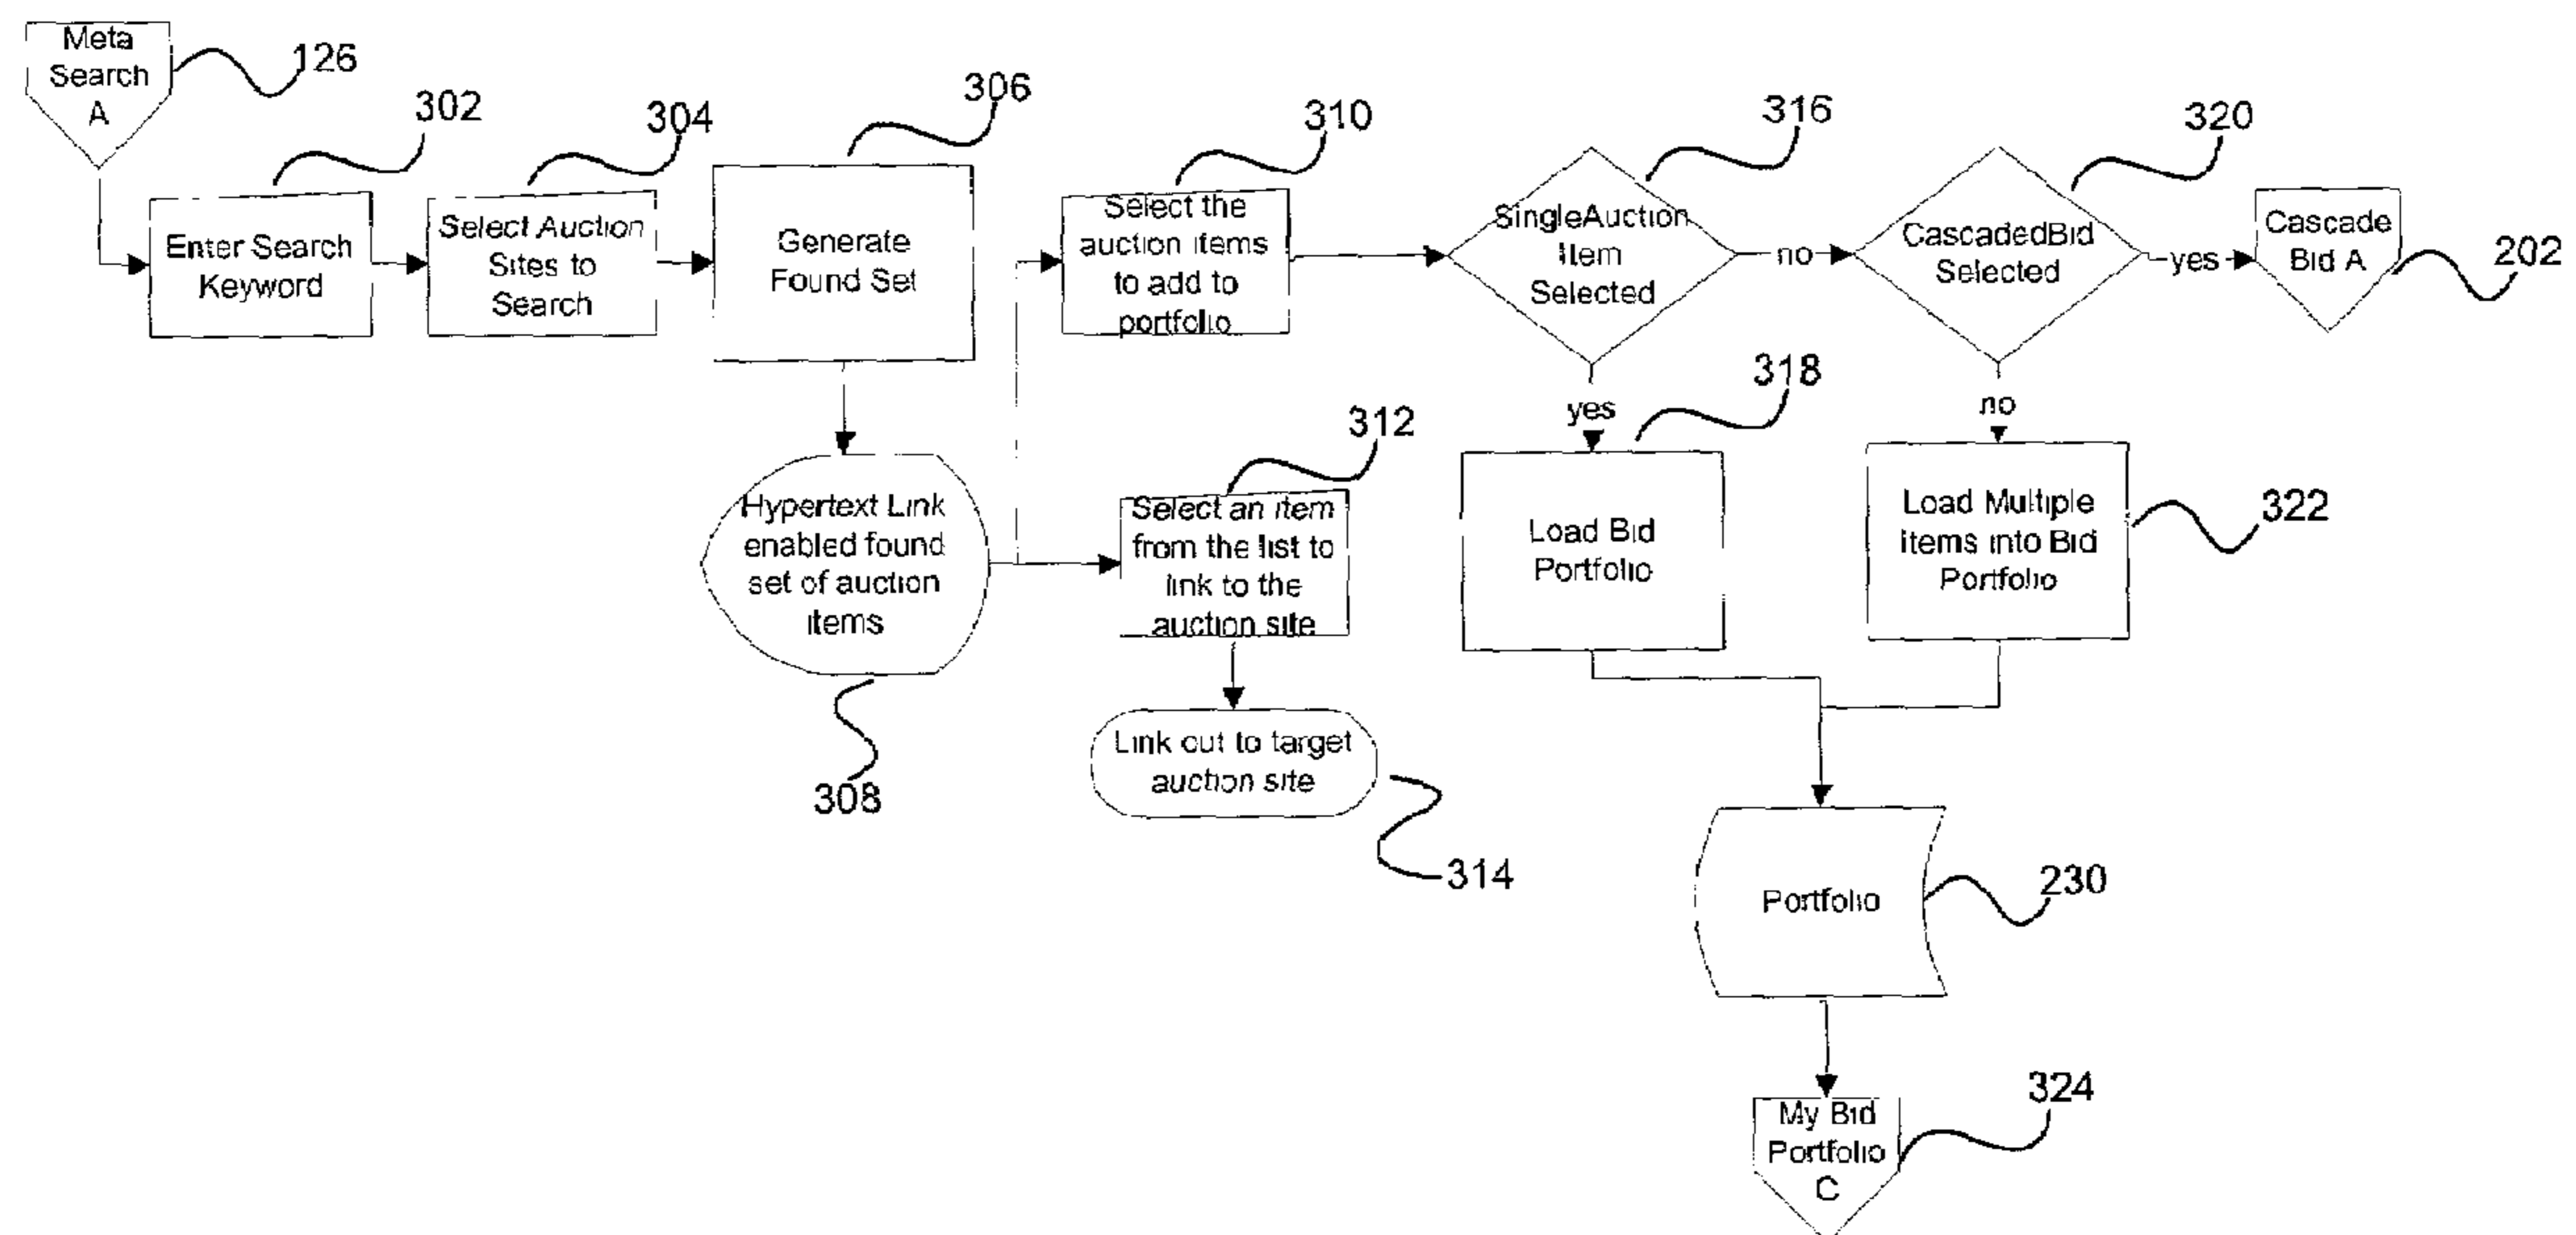 Meta
Search
A
126
302
304
306
310
316
320
202
Enter Search
Keyword
Select Auction
Sites to
Search
Generate
Found Set
Select the
auction items
to add to
portfolio
SingleAuction
Item
Selected
no
CascadedBid
Selected
yes
Cascade
Bid A
yes
318
no
312
Hypertext Link
enabled found
set of auction
items
308
Select an item
from the list to
link to the
auction site
Load Bid
Portfolio
Load Multiple
items into Bid
Portfolio
322
Link out to target
auction site
314
Portfolio
230
My Bid
Portfolio
C
324